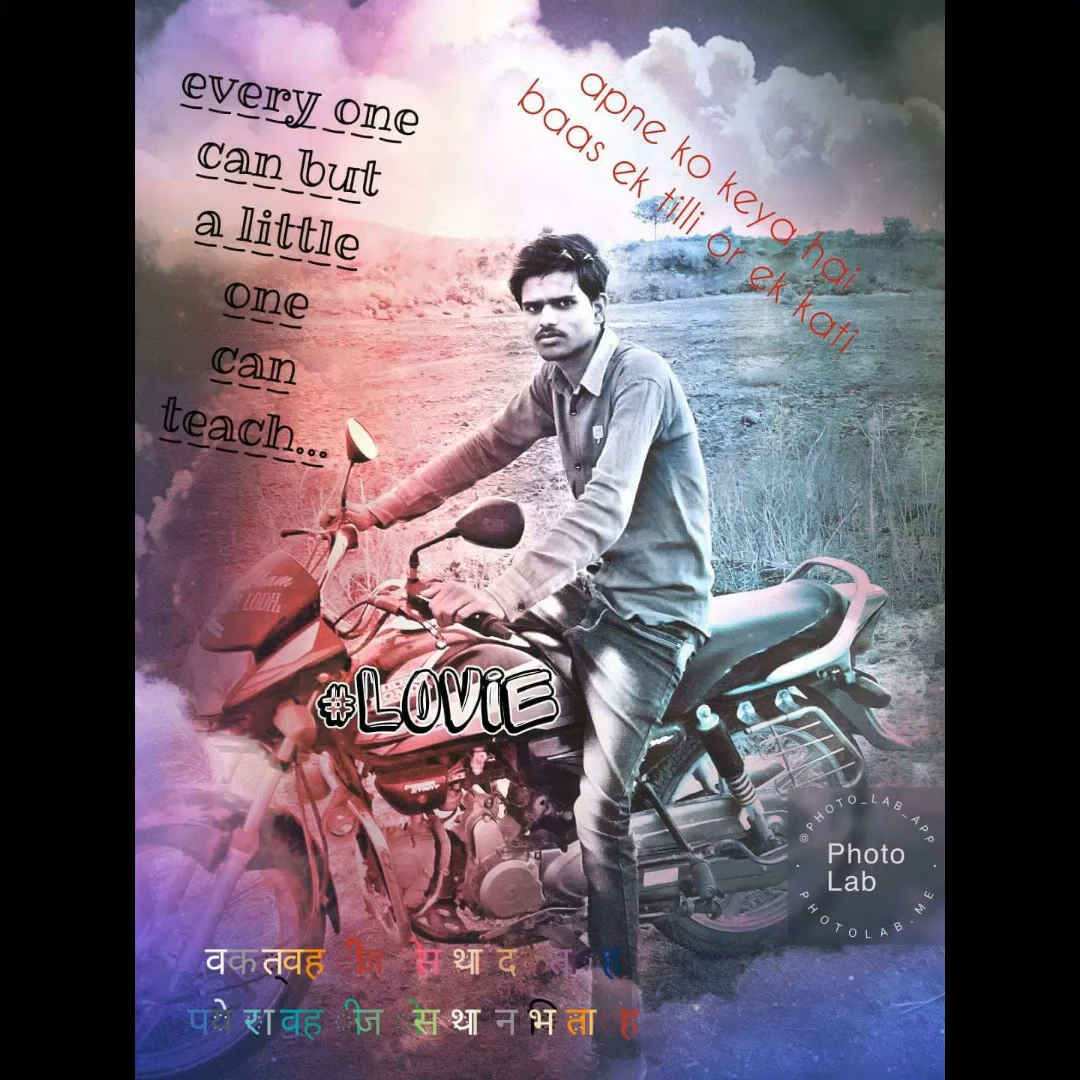 every one
can but
a little
one
can
teach...
apne ko keya hai
baas ek tilli or ek kati
#LOViE
@PHOTO_LAB_APP
Photo
Lab
PHOTOLAB.ME
था द
वह था न